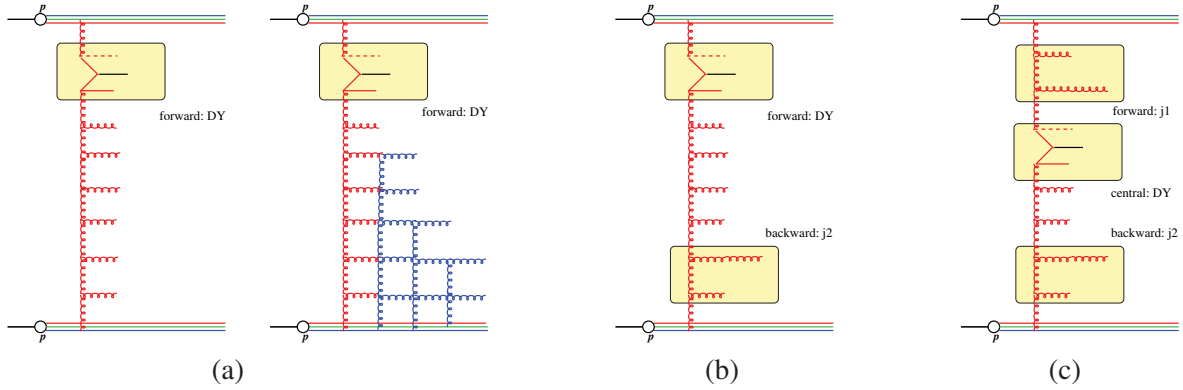 p p p p
forward: DY forward: DY forward: DY forward: j1
central: DY
backward: j2 backward: j2
p p p p
(a) (b) (c)